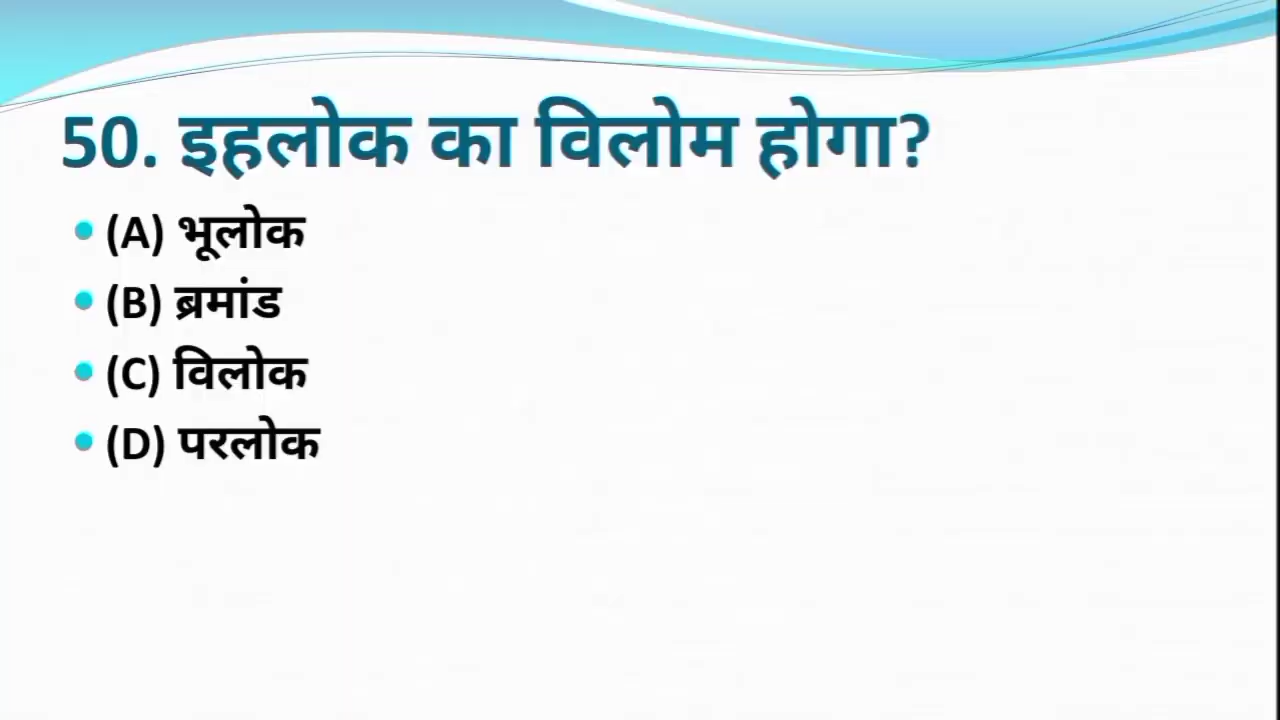 50. इहलोक का विलोम होगा?
• (A) भूलोक
• (B) ब्रमांड
• (C) विलोक
• (D) परलोक